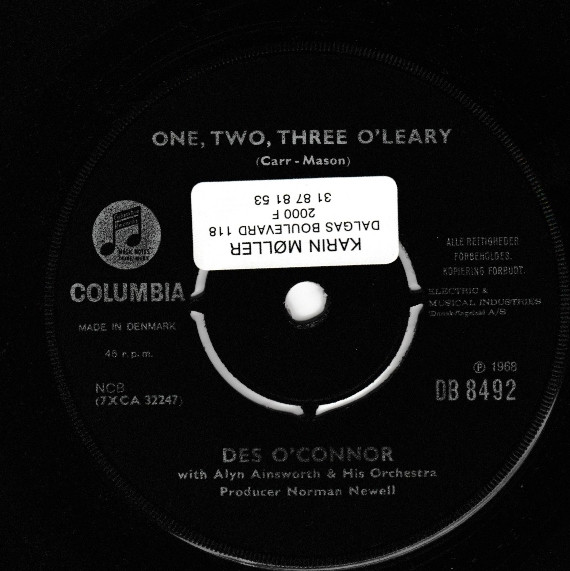 ONE, TWO, THREE O'LEARY
(Carr - Mason)
KARIN MØLLER
DALGAS BOULEVARD 118
2000 F
31 87 81 53
COLUMBIA
MADE IN DENMARK
45 r.p.m.
NCB
(7XCA 32247)
ALLE RETTIGHEDER
FORBEHOLDES.
KOPIERING FORBUDT.
ELECTRIC &
MUSICAL INDUSTRIES
(Dansk-Engelsk) A/S
Ⓟ 1968
DB 8492
DES O'CONNOR
with Alyn Ainsworth & His Orchestra
Producer Norman Newell